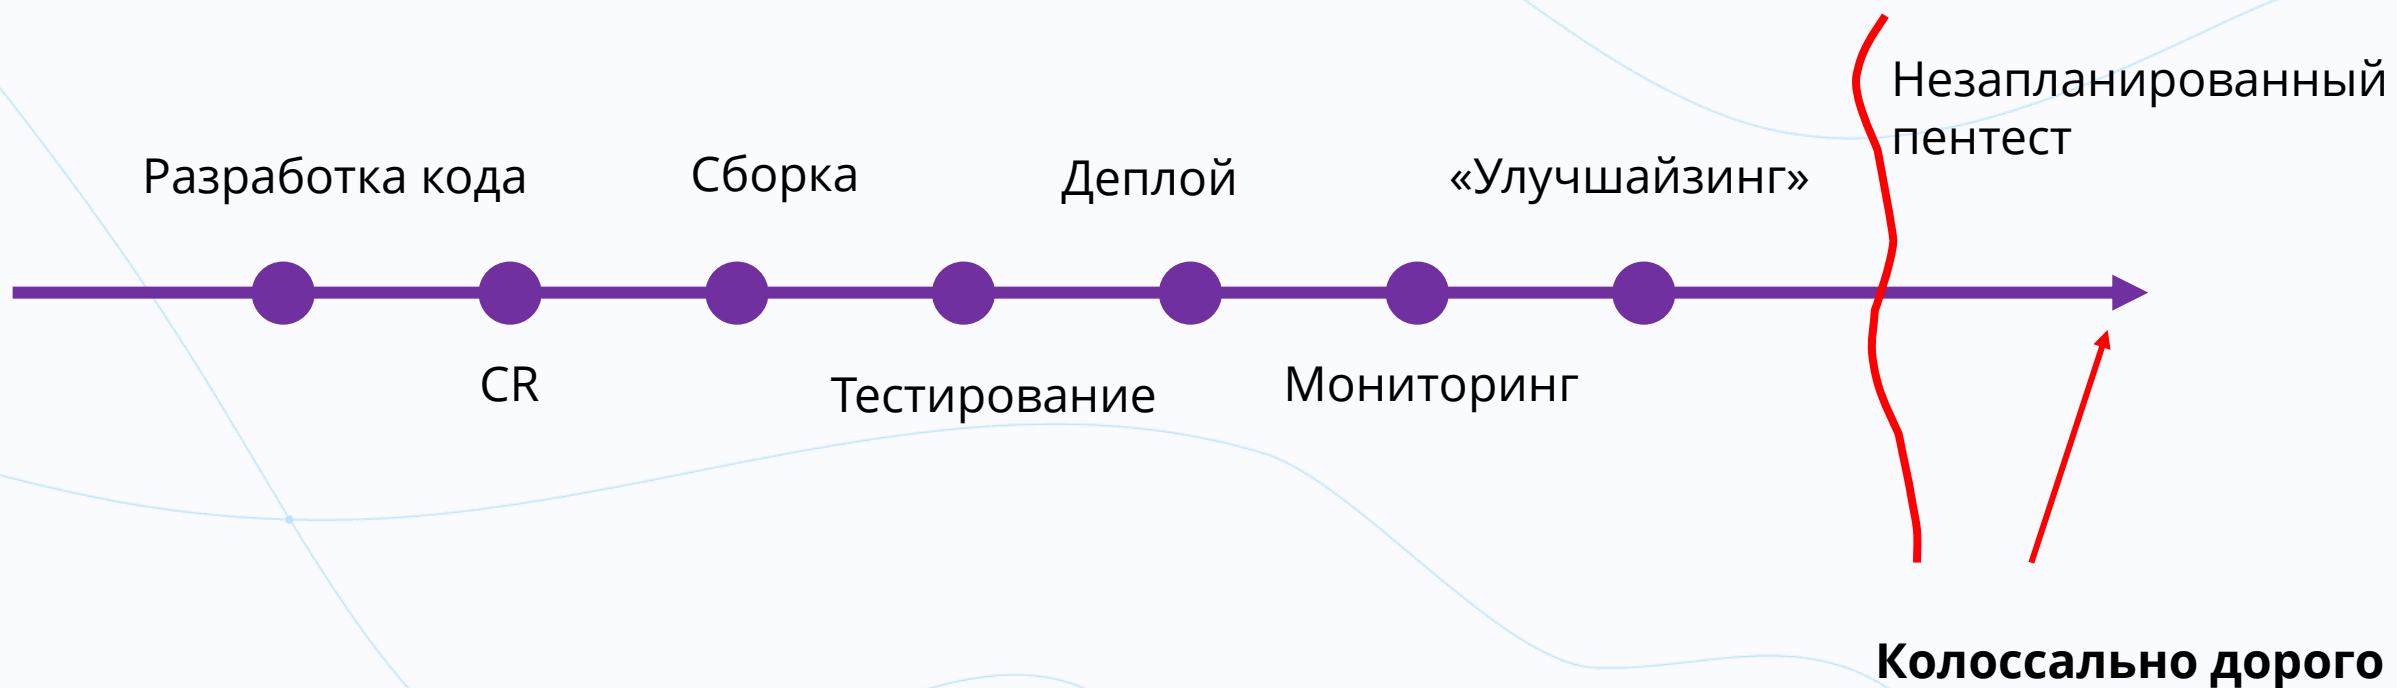 Незапланированный
пентест
Разработка кода
Сборка
Деплой
«Улучшайзинг»
CR
Тестирование
Мониторинг
Колоссально дорого